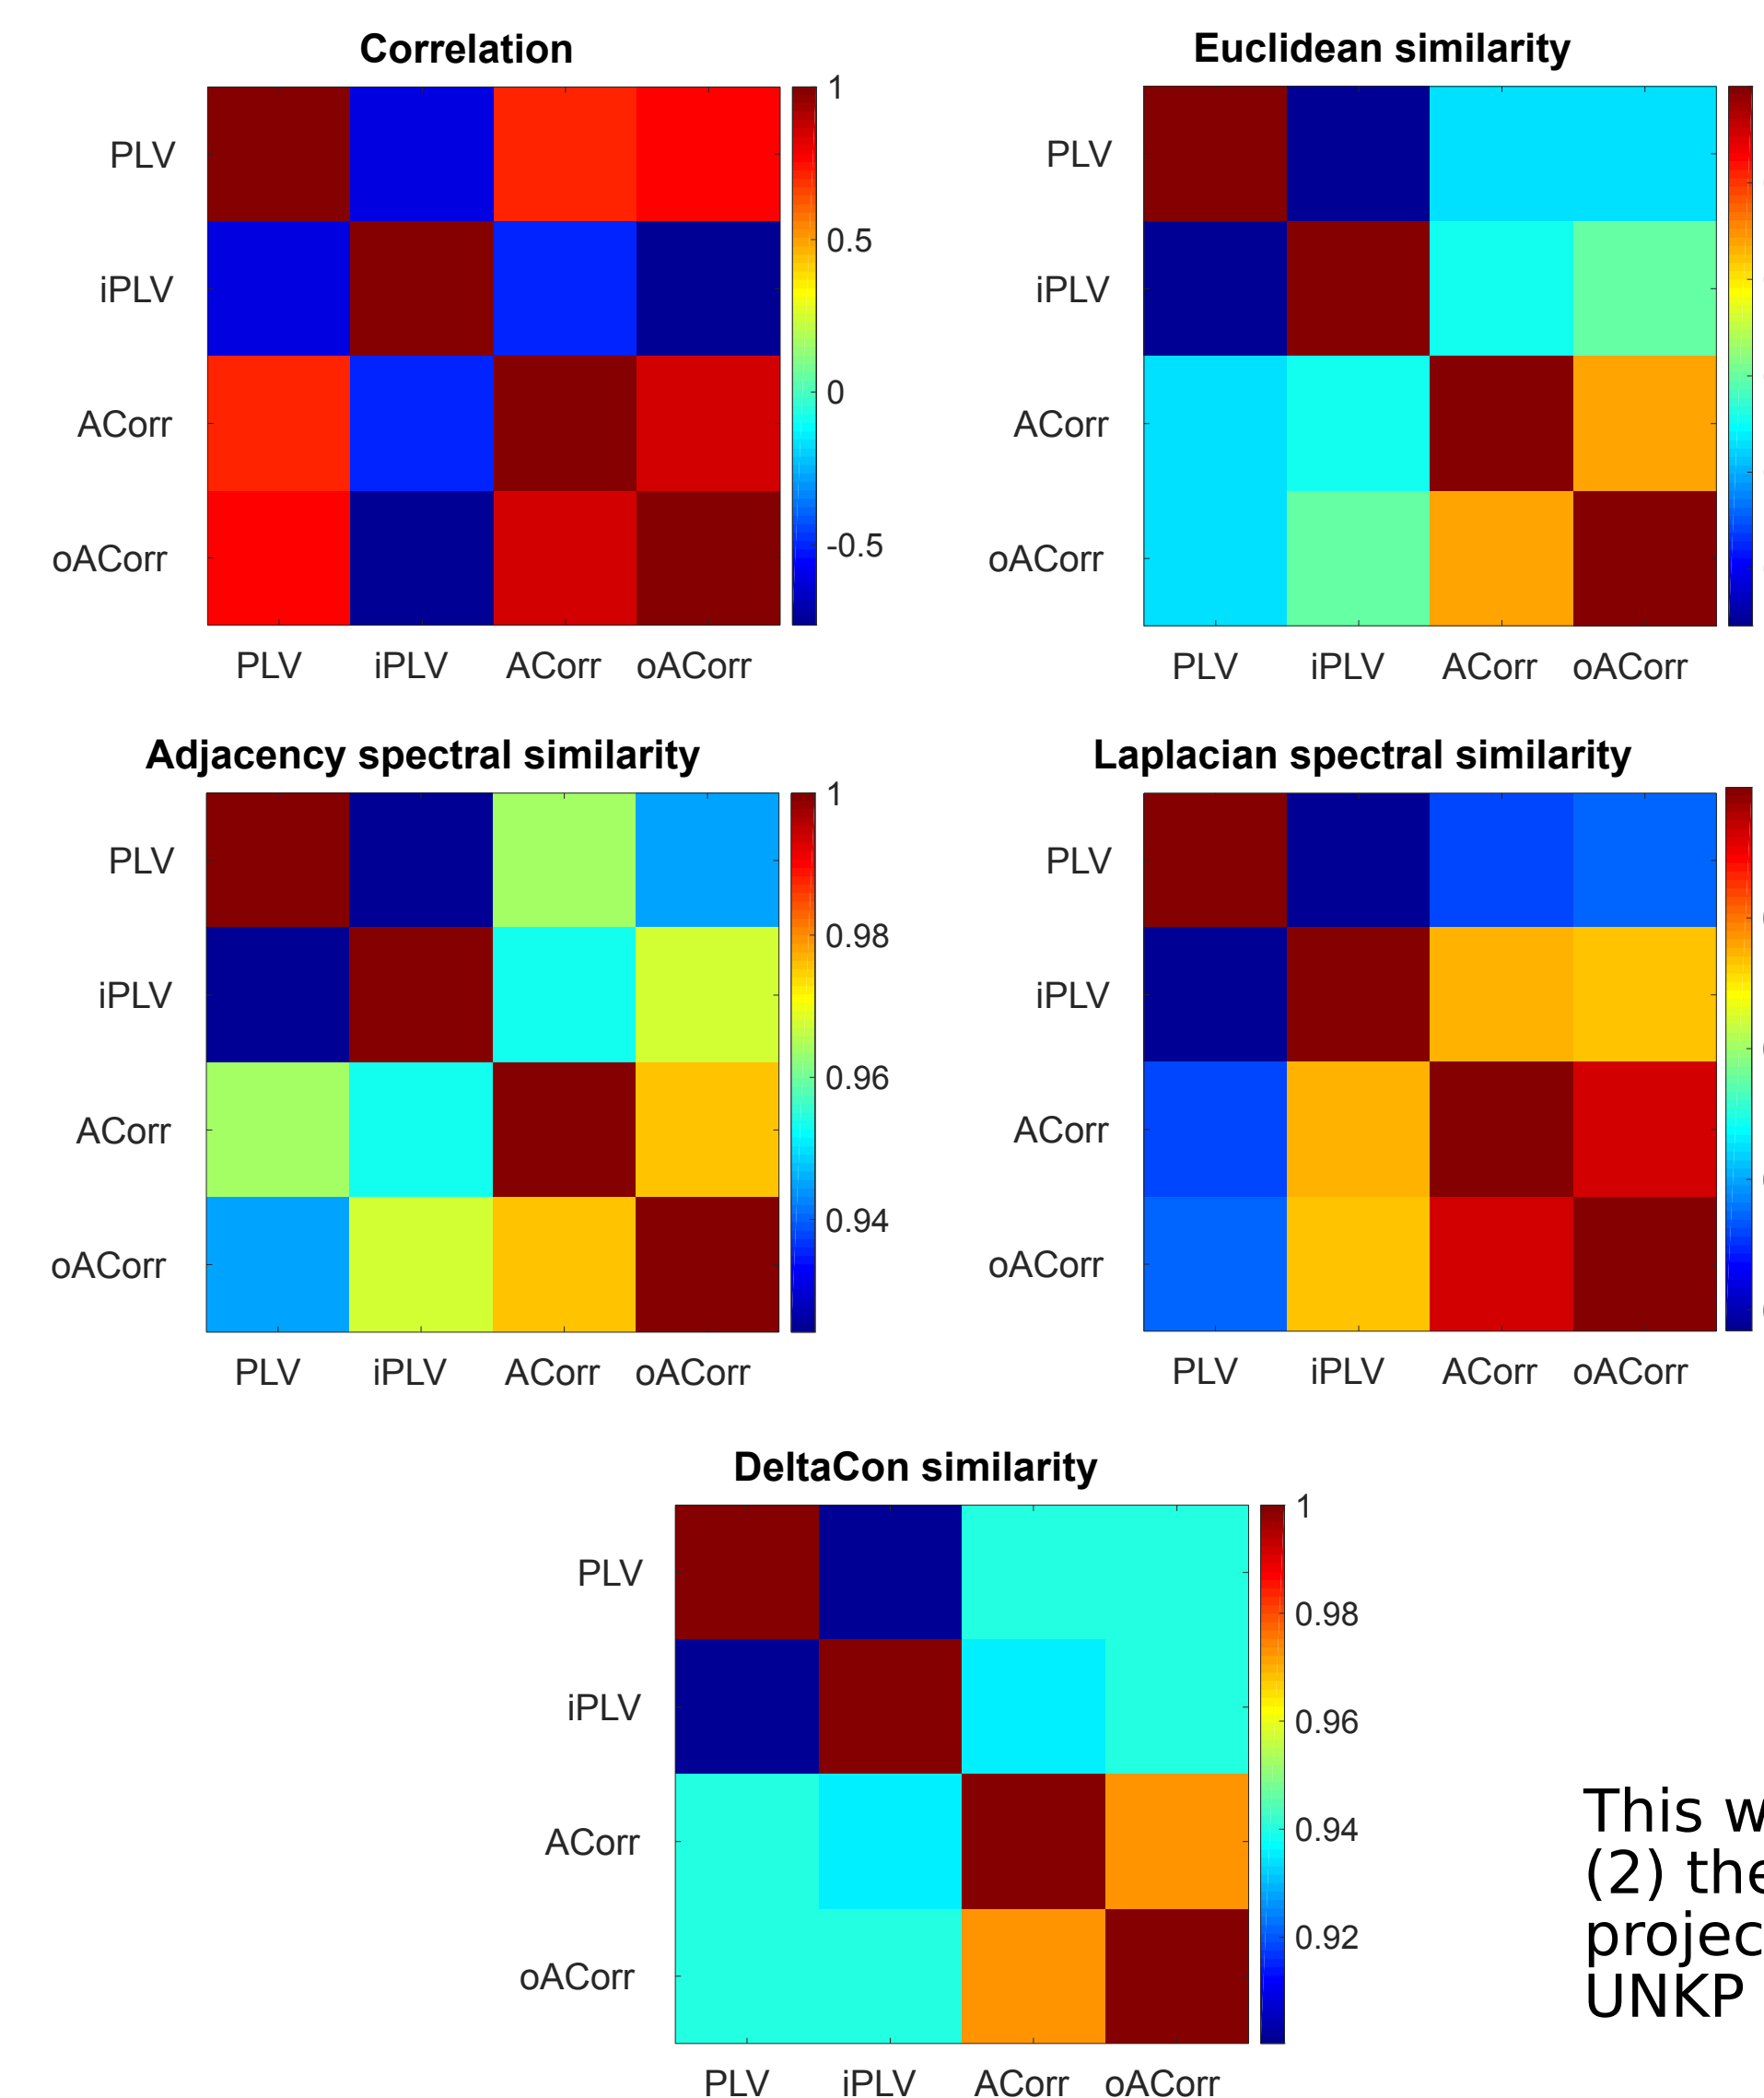 Correlation
PLV
iPLV
ACorr
oACorr
PLV iPLV ACorr oACorr
1
0.5
0
-0.5
Euclidean similarity
PLV
iPLV
ACorr
oACorr
PLV iPLV ACorr oACorr
Adjacency spectral similarity
PLV
iPLV
ACorr
oACorr
PLV iPLV ACorr oACorr
1
0.98
0.96
0.94
Laplacian spectral similarity
PLV
iPLV
ACorr
oACorr
PLV iPLV ACorr oACorr
DeltaCon similarity
PLV
iPLV
ACorr
oACorr
PLV iPLV ACorr oACorr
1
0.98
0.96
0.94
0.92
This
(2) the
UNKP